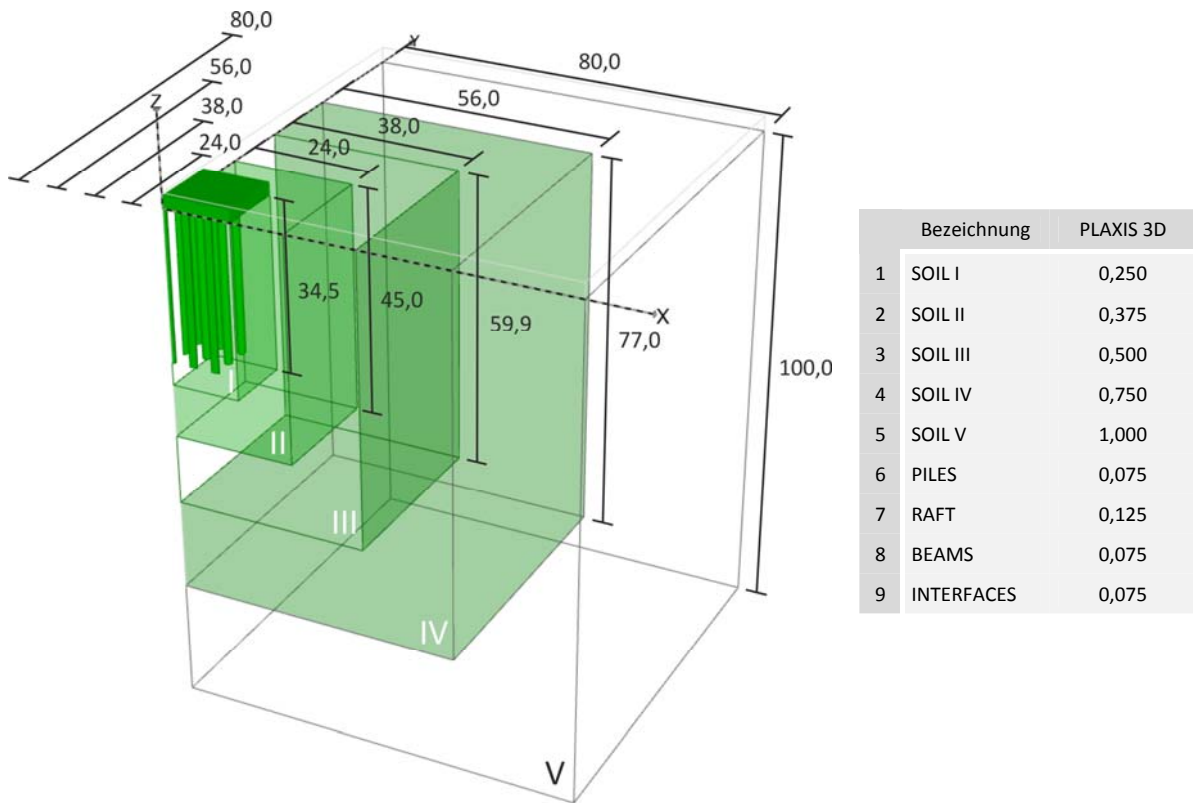 80,0
56,0
38,0
24,0
Z
Y
80,0
56,0
38,0
24,0
34,5
45,0
59,9
77,0
100,0
X
I
II
III
IV
V
Bezeichnung PLAXIS 3D
1 SOIL I 0,250
2 SOIL II 0,375
3 SOIL III 0,500
4 SOIL IV 0,750
5 SOIL V 1,000
6 PILES 0,075
7 RAFT 0,125
8 BEAMS 0,075
9 INTERFACES 0,075